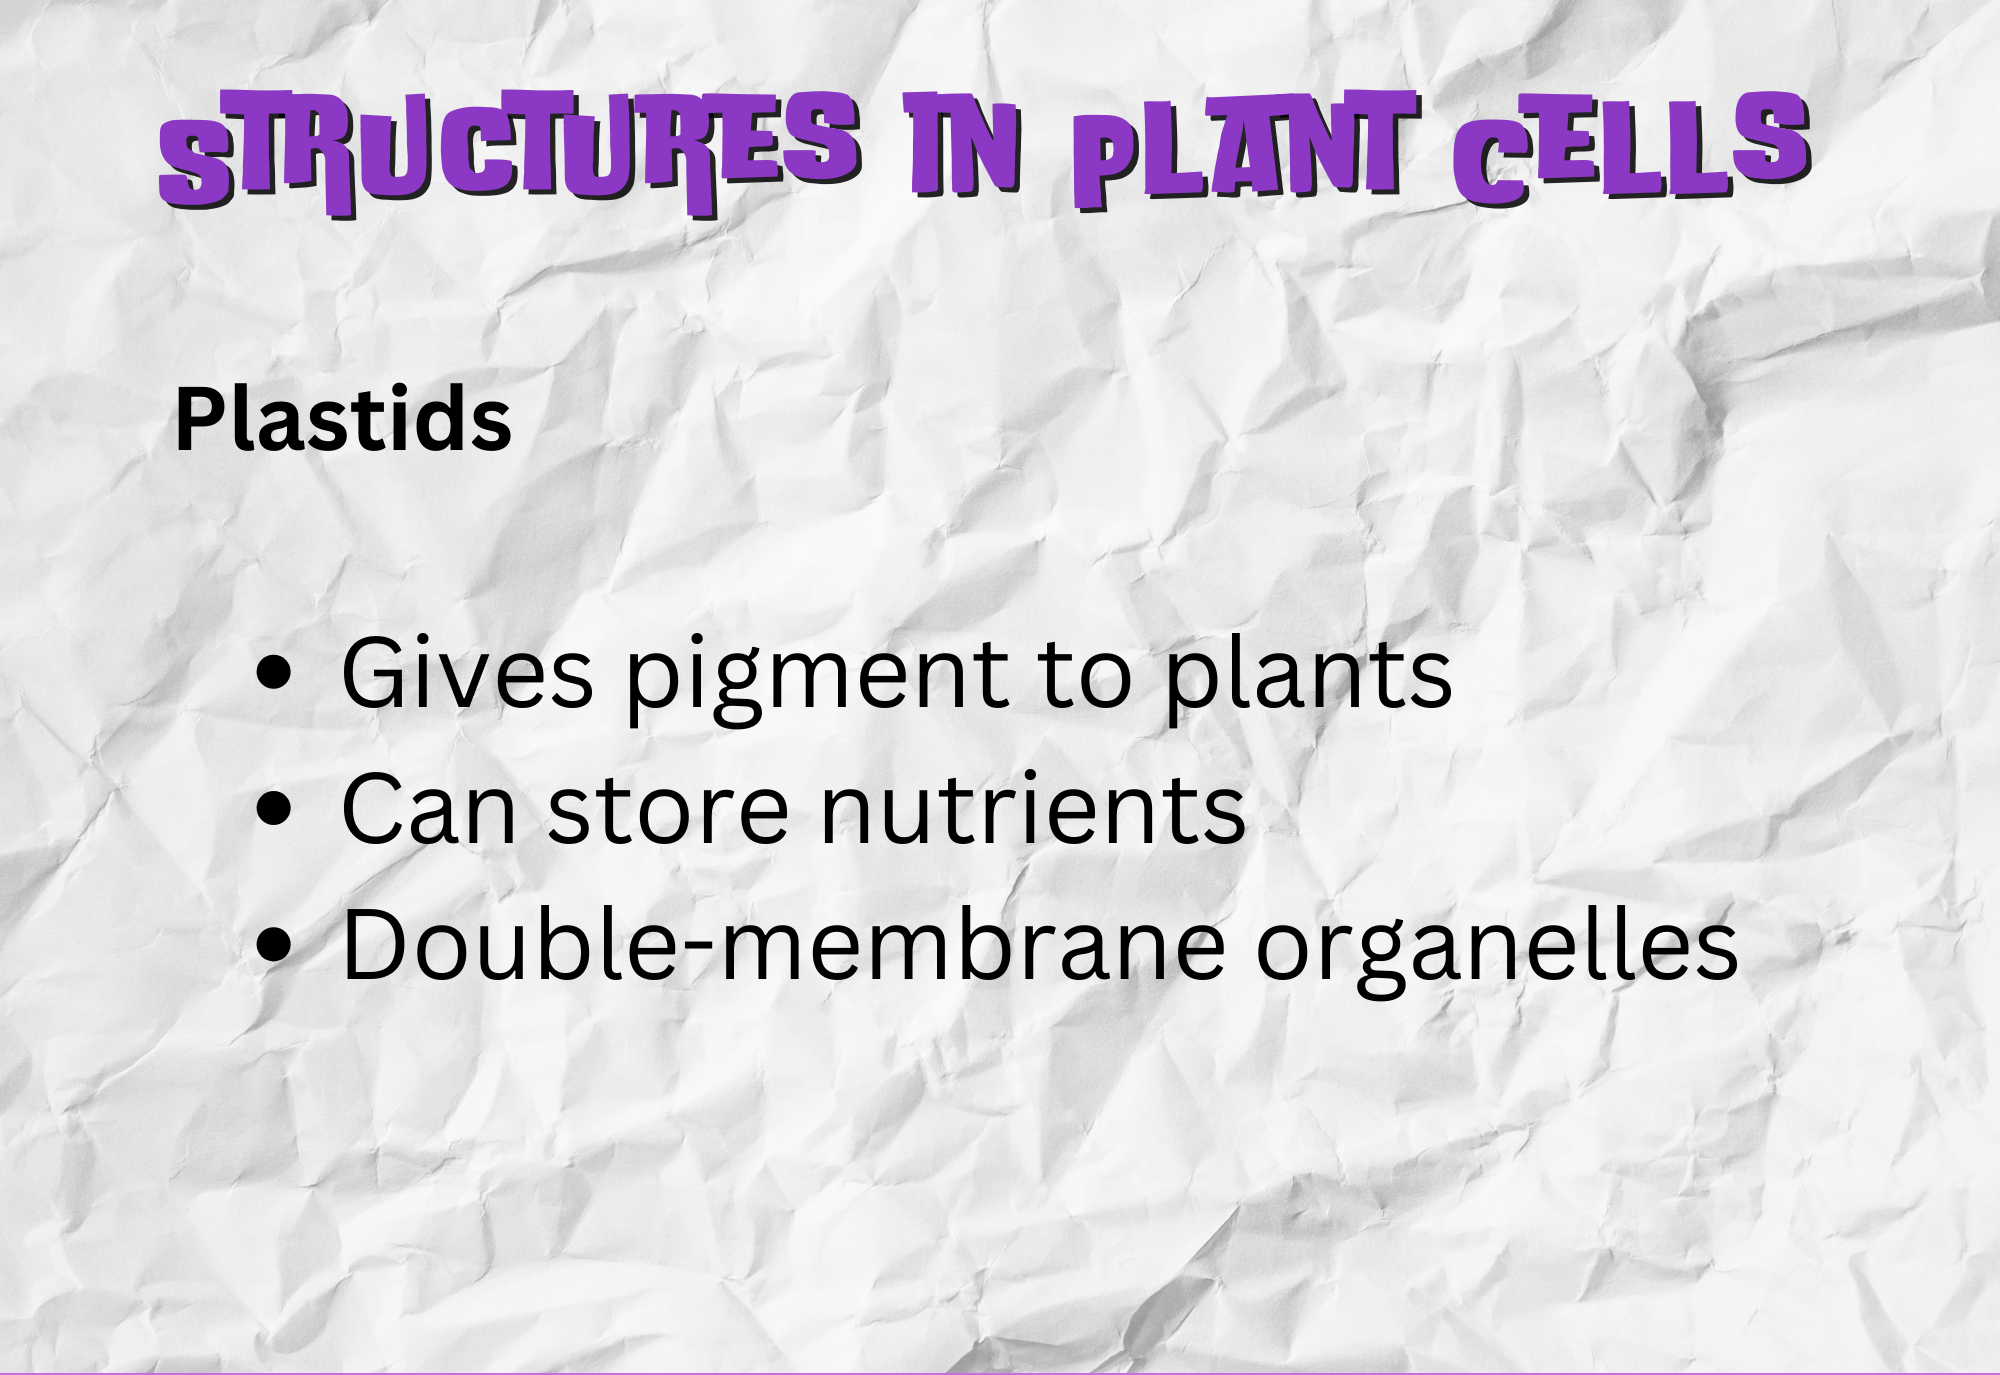 STRUCTURES IN PLANT CELLS
Plastids
• Gives pigment to plants
• Can store nutrients
• Double-membrane organelles